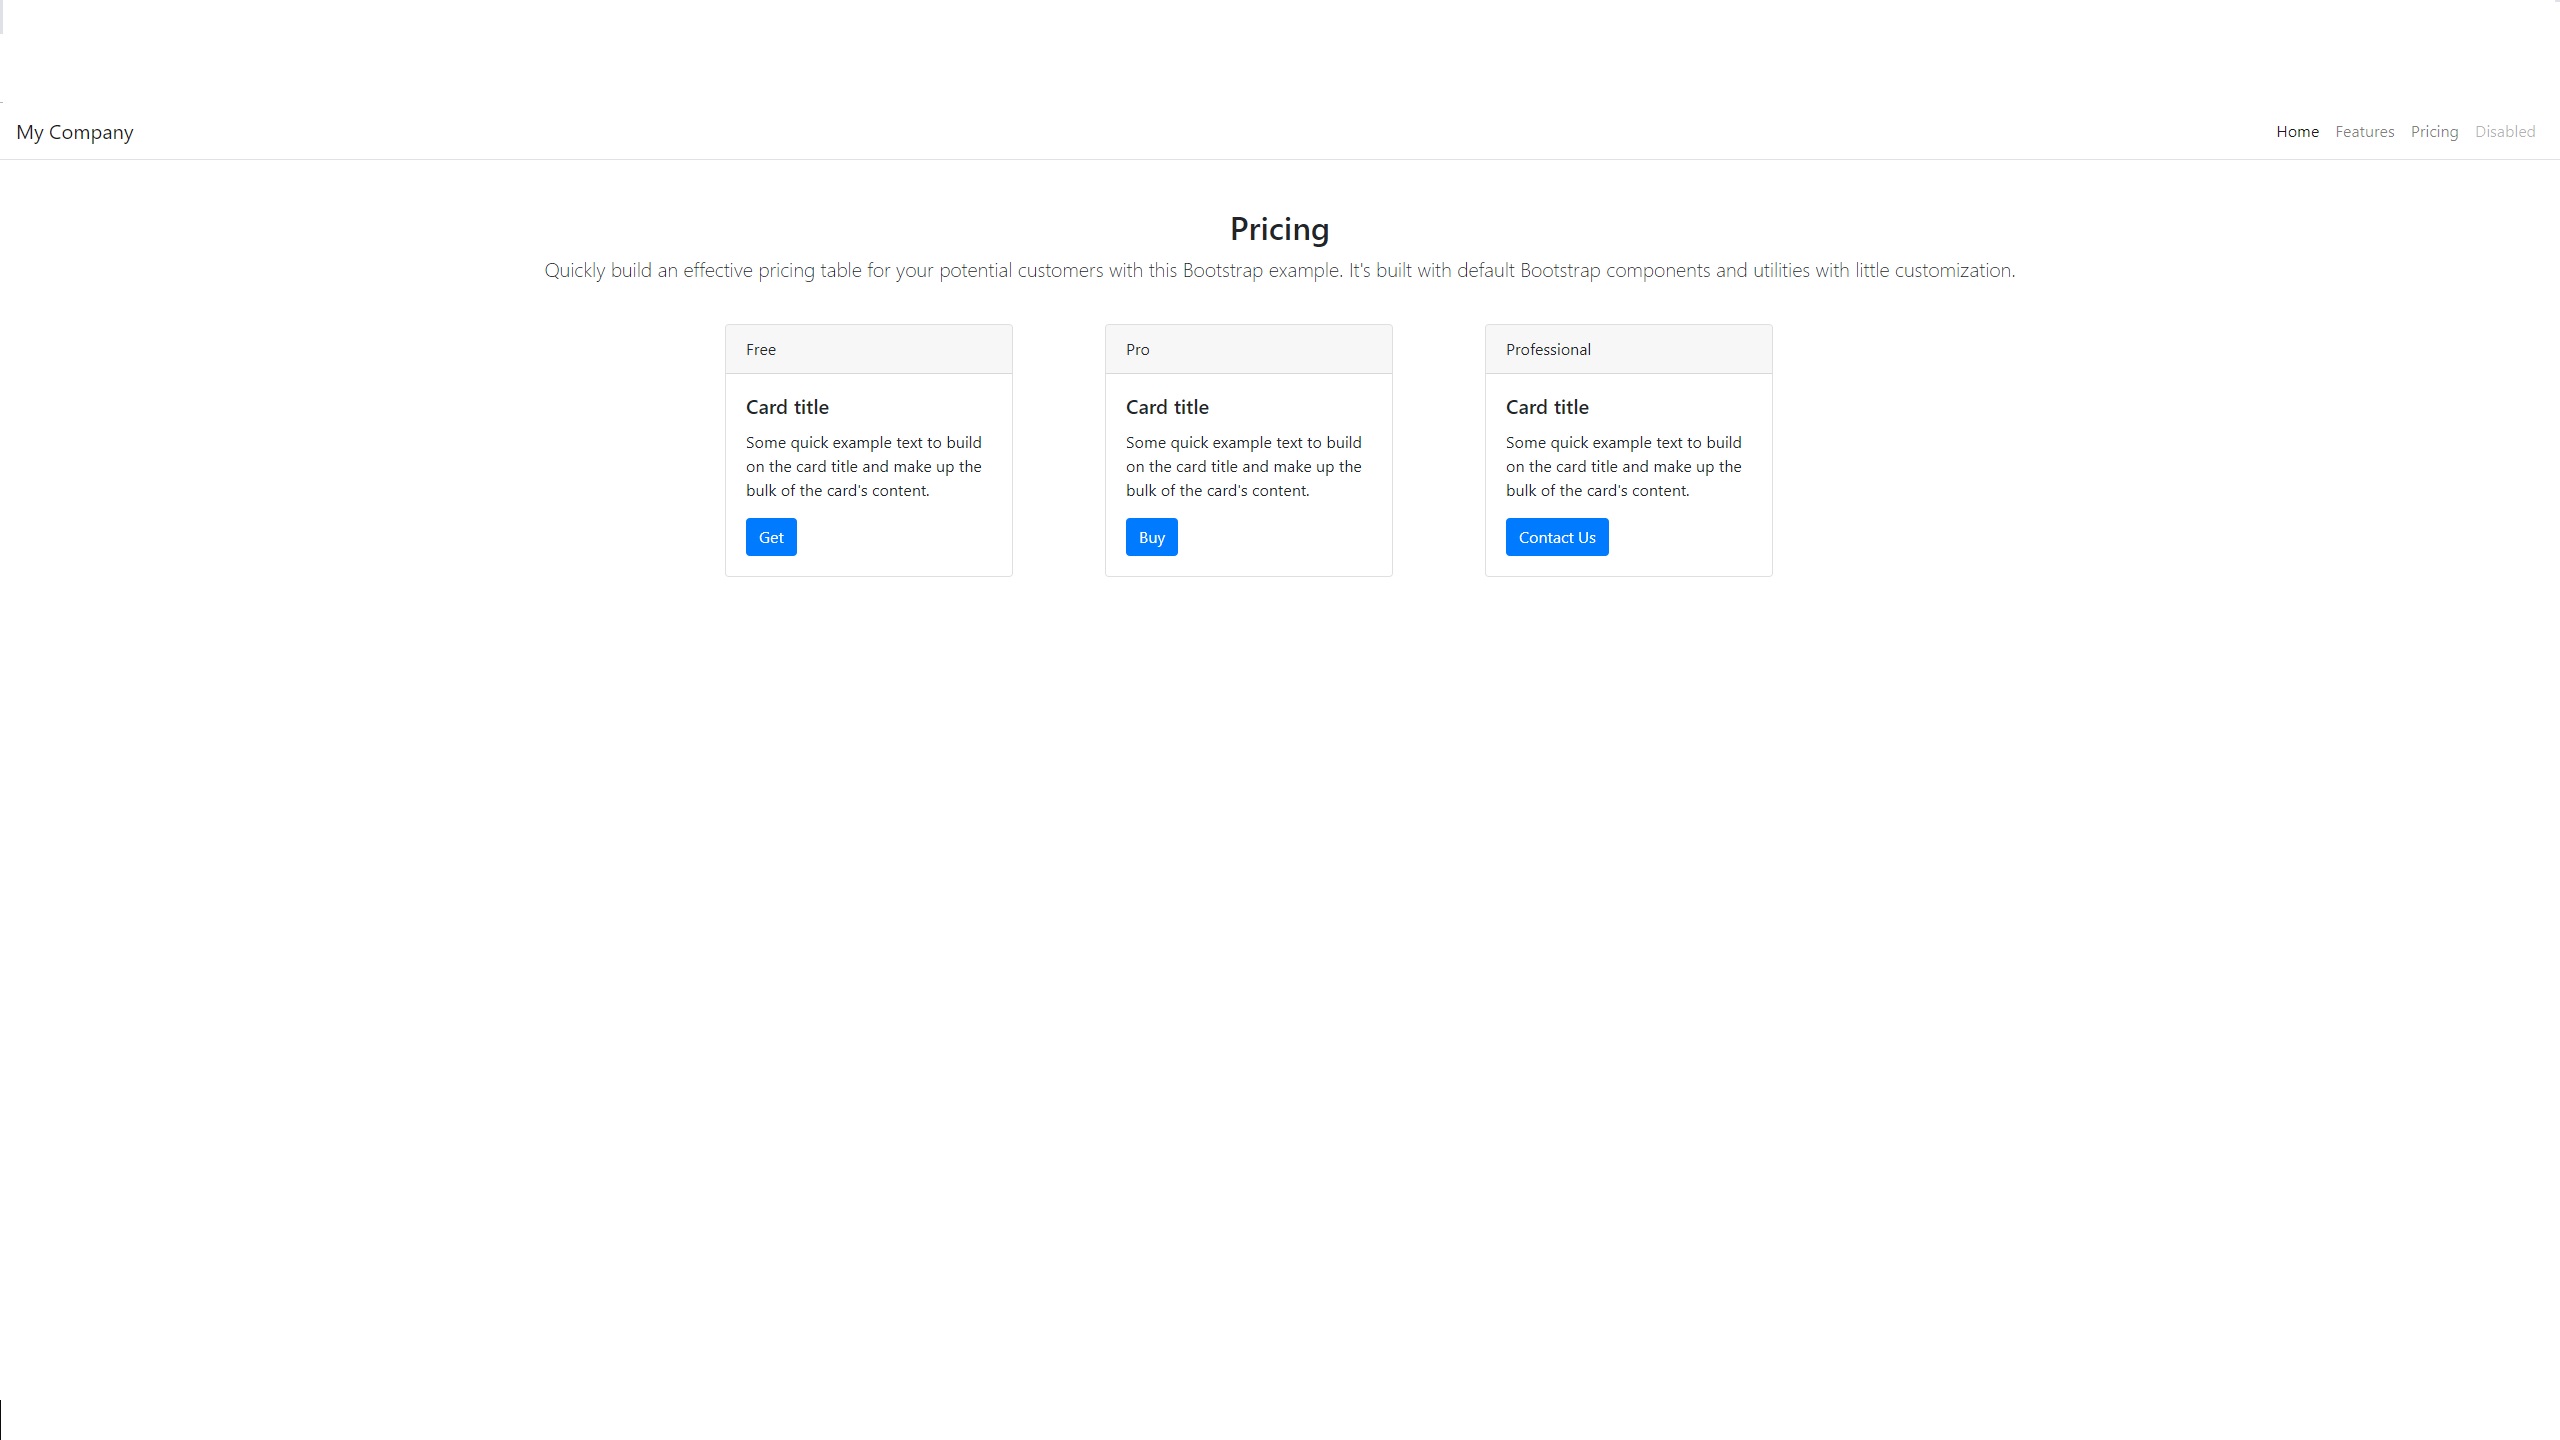 My Company
Home Features Pricing Disabled
Pricing
Quickly build an effective pricing table for your potential customers with this Bootstrap example. It's built with default Bootstrap components and utilities with little customization.
Free
Card title
Some quick example text to build
on the card title and make up the
bulk of the card's content.
Get
Pro
Card title
Some quick example text to build
on the card title and make up the
bulk of the card's content.
Buy
Professional
Card title
Some quick example text to build
on the card title and make up the
bulk of the card's content.
Contact Us